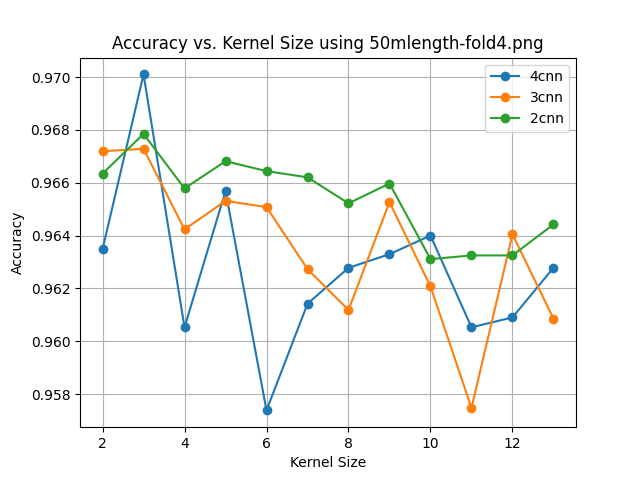 Accuracy vs. Kernel Size using 50mlength-fold4.png
4cnn
3cnn
2cnn
0.970
0.968
0.966
0.964
0.962
0.960
0.958
Accuracy
2 4 6 8 10 12
Kernel Size